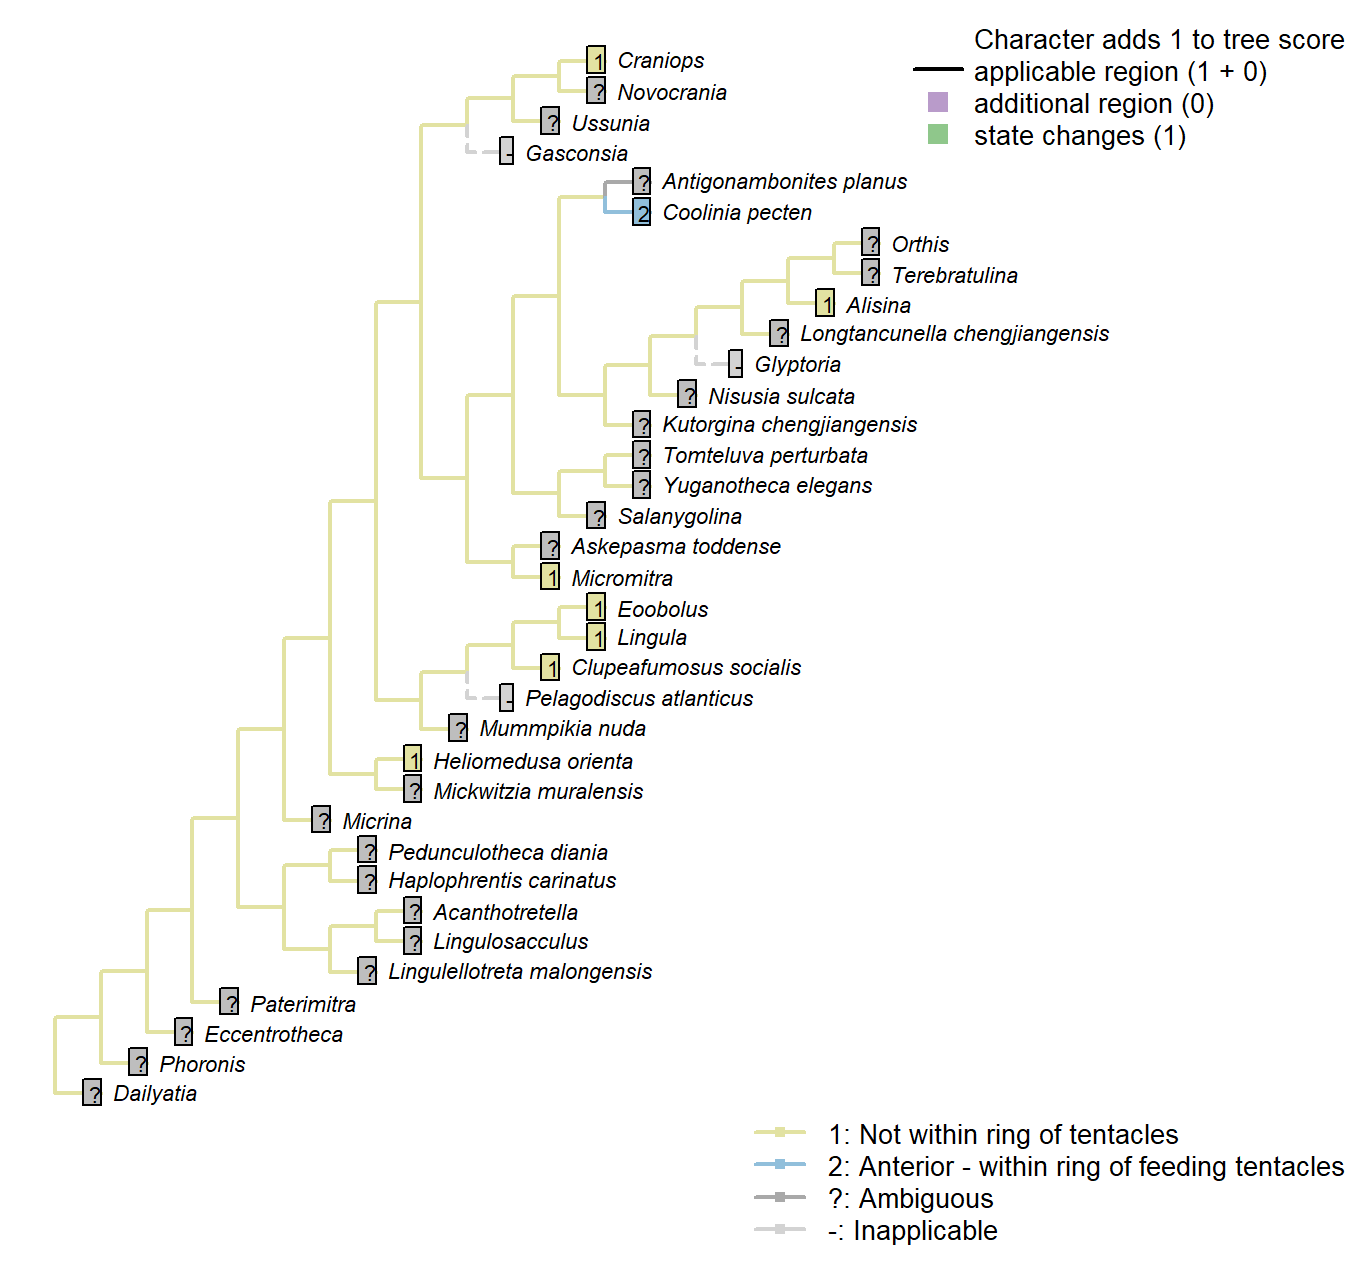 Character adds 1 to tree score
applicable region (1 + 0)
additional region (0)
state changes (1)
1 Craniops
? Novocrania
? Ussunia
- Gasconsia
? Antigonambonites planus
2 Coolinia pecten
? Orthis
? Terebratulina
1 Alisina
? Longtancunella chengjiangensis
- Glyptoria
? Nisusia sulcata
? Kutorgina chengjiangensis
? Tomteluva perturbata
? Yuganotheca elegans
? Salanygolina
? Askepasma toddense
1 Micromitra
1 Eoobolus
1 Lingula
1 Clupeafumosus socialis
- Pelagodiscus atlanticus
? Mummpikia nuda
1 Heliomedusa orienta
? Mickwitzia muralensis
? Micrina
? Pedunculotheca diania
? Haplophrentis carinatus
? Acanthotretella
? Lingulosacculus
? Lingulellotreta malongensis
? Paterimitra
? Eccentrotheca
? Phoronis
? Dailyatia
1: Not within ring of tentacles
2: Anterior - within ring of feeding tentacles
?: Ambiguous
-: Inapplicable